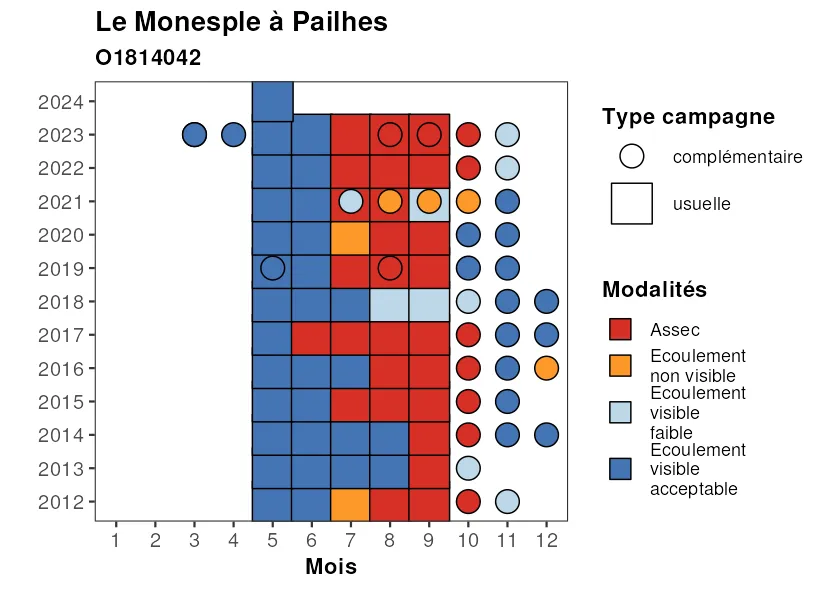 Le Monesple à Pailhes
O1814042
2024
2023
2022
2021
2020
2019
2018
2017
2016
2015
2014
2013
2012
1 2 3 4 5 6 7 8 9 10 11 12
Mois
Type campagne
complémentaire
usuelle
Modalités
Assec
Ecoulement
non visible
Ecoulement
visible
faible
Ecoulement
visible
acceptable